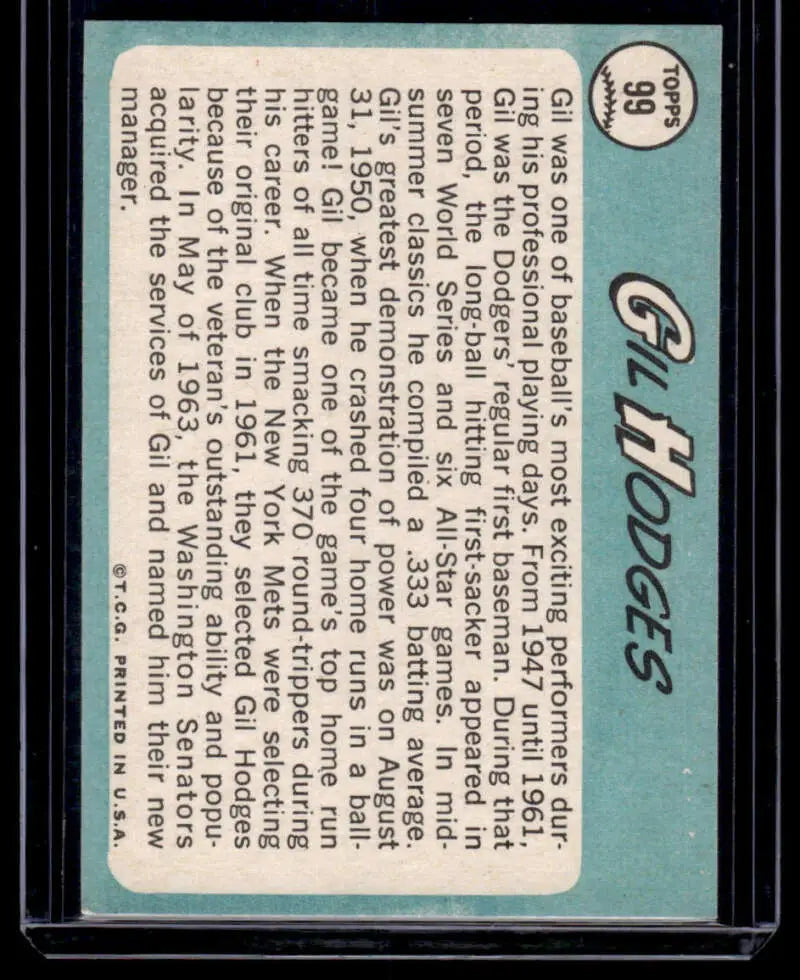 TOPPS
99
GIL HODGES
Gil was one of baseball's most exciting performers dur-
ing his professional playing days. From 1947 until 1961,
Gil was the Dodgers' regular first baseman. During that
period, the long-ball hitting first-sacker appeared in
seven World Series and six All-Star games. In mid-
summer classics he compiled a .333 batting average.
Gil's greatest demonstration of power was on August
31, 1950, when he crashed four home runs in a ball-
game! Gil became one of the game's top home run
hitters of all time smacking 370 round-trippers during
his career. When the New York Mets were selecting
their original club in 1961, they selected Gil Hodges
because of the veteran's outstanding ability and popu-
larity. In May of 1963, the Washington Senators
acquired the services of Gil and named him their new
manager.
©T.C.G. PRINTED IN U.S.A.